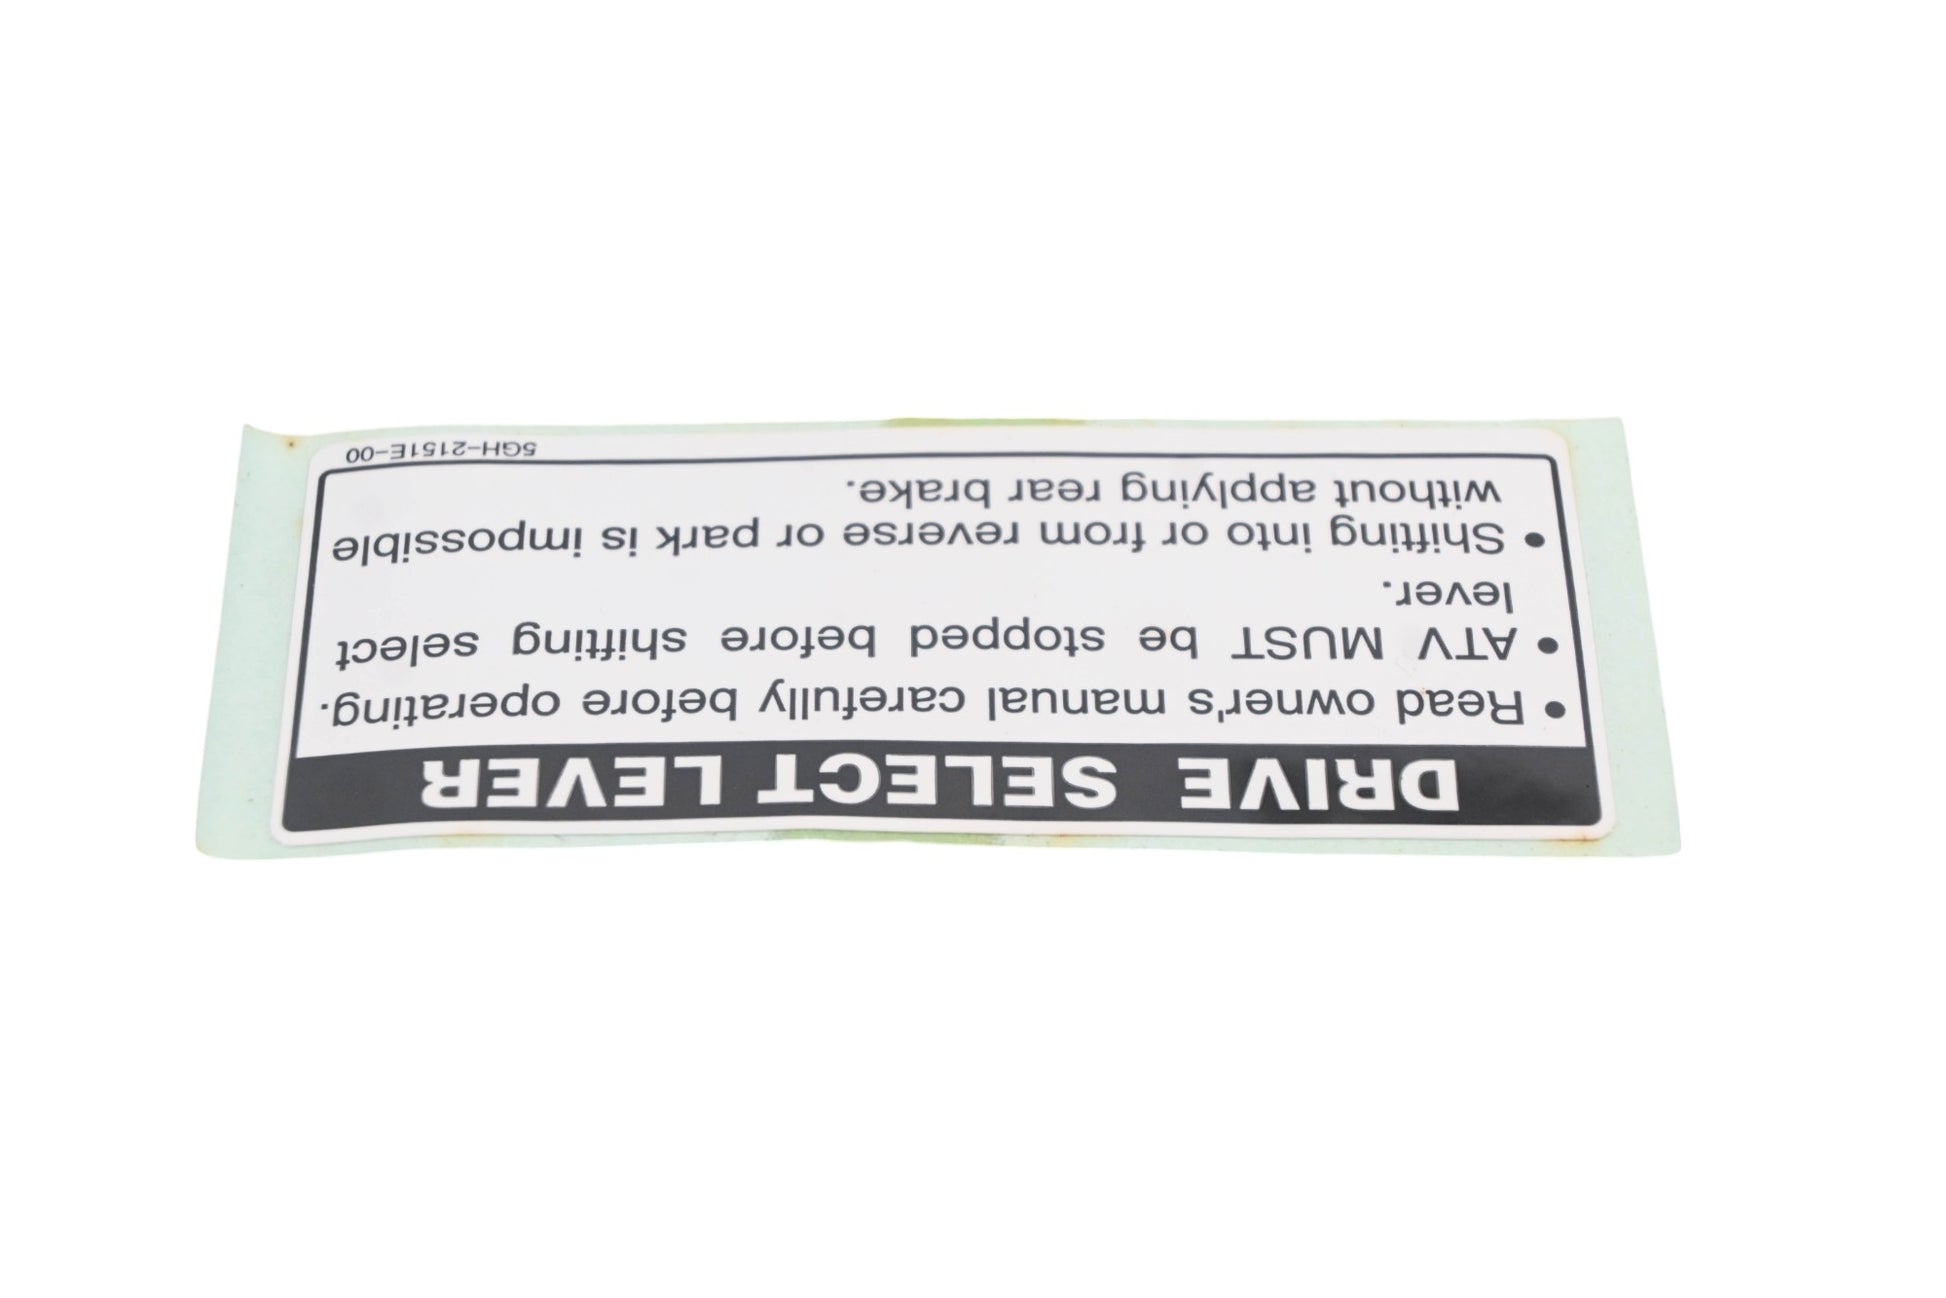 DRIVE SELECT LEVER
• Read owner's manual carefully before operating.
• ATV MUST be stopped before shifting select
lever.
• Shifting into or from reverse or park is impossible
without applying rear brake.
5GH-2151E-00